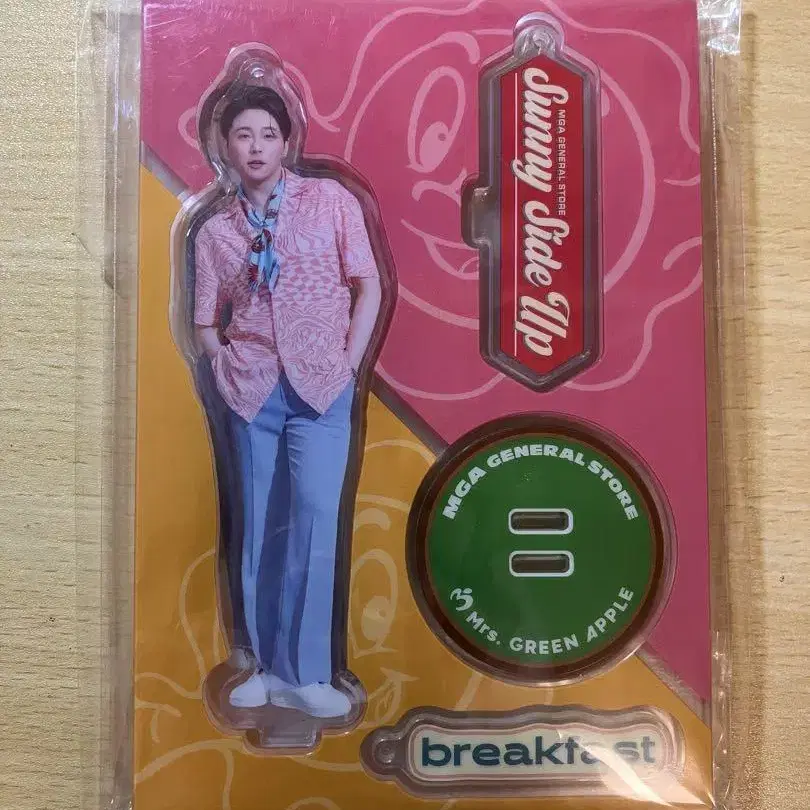 MGA GENERAL STORE
Sunny Side Up
MGA GENERAL STORE
Mrs. GREEN APPLE
breakfast